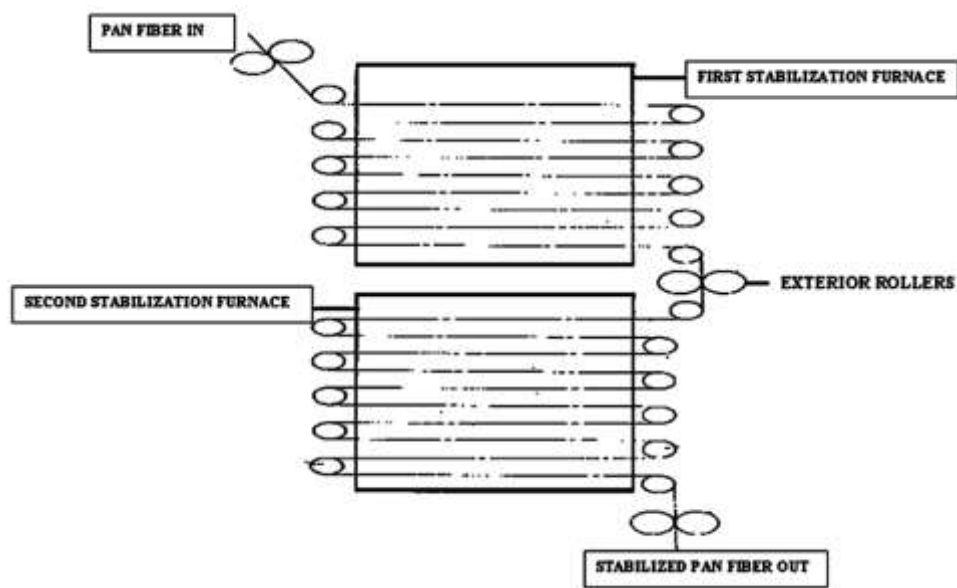 PAN FIBER IN
FIRST STABILIZATION FURNACE
EXTERIOR ROLLERS
SECOND STABILIZATION FURNACE
STABILIZED PAN FIBER OUT